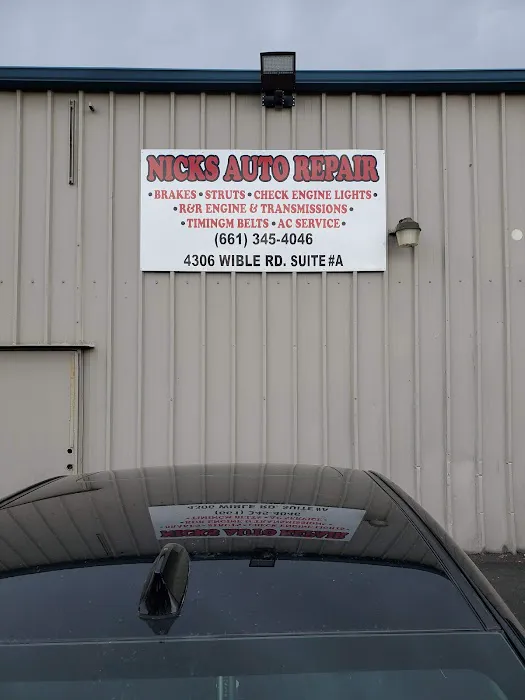 NICKS AUTO REPAIR
• BRAKES • STRUTS • CHECK ENGINE LIGHTS •
• R&R ENGINE & TRANSMISSIONS •
• TIMINGM BELTS • AC SERVICE •
(661) 345-4046
4306 WIBLE RD. SUITE #A